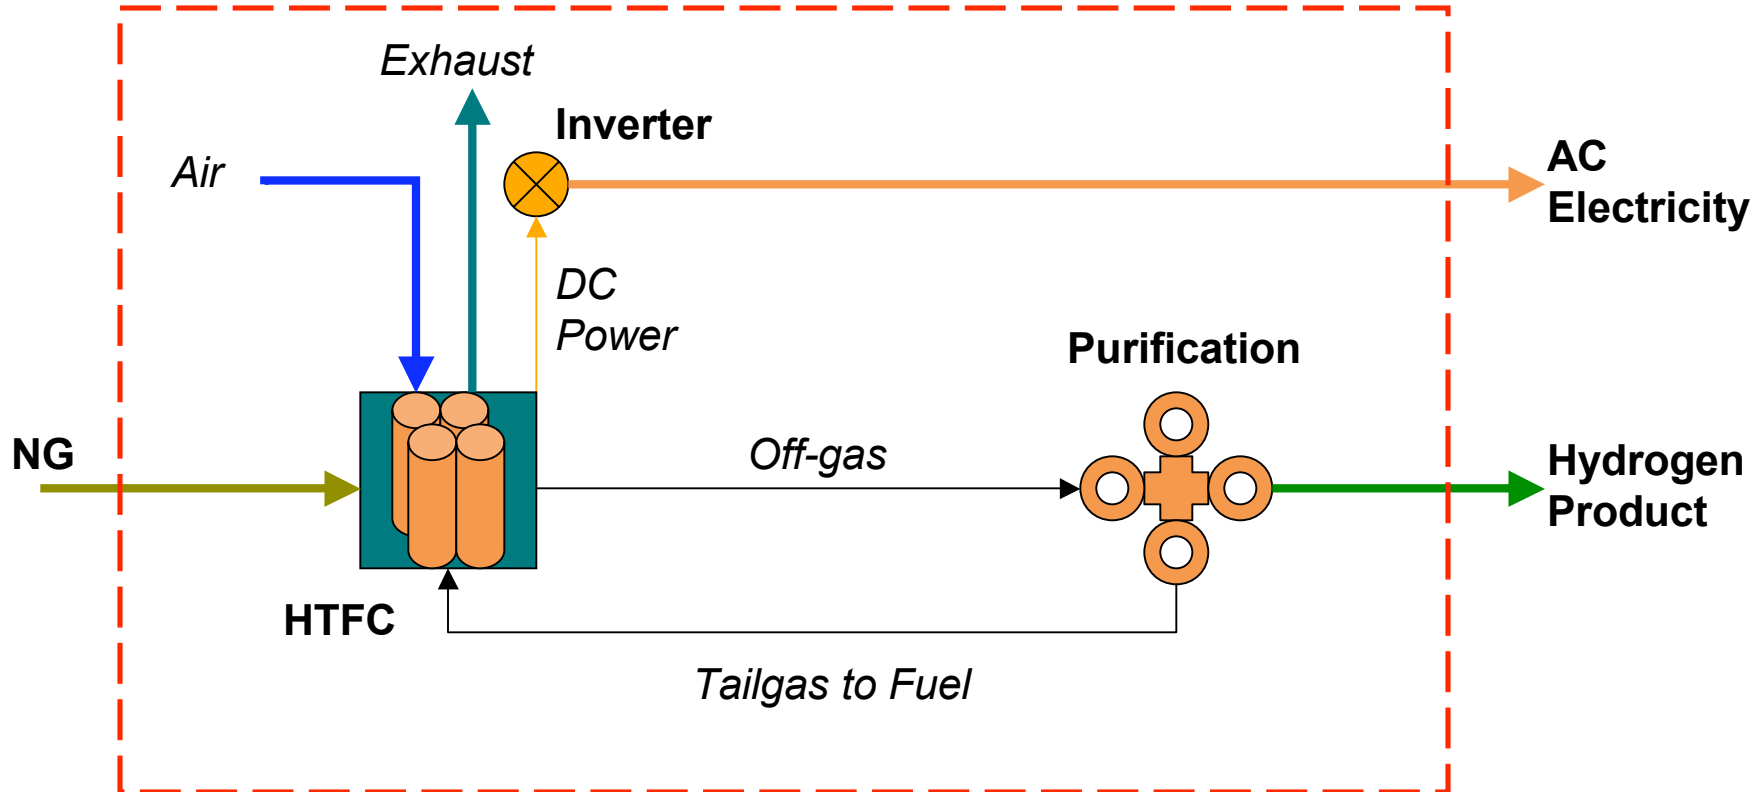 Exhaust
Inverter
Air
AC
Electricity
DC
Power
Purification
NG
Off-gas
Hydrogen
Product
HTFC
Tailgas to Fuel